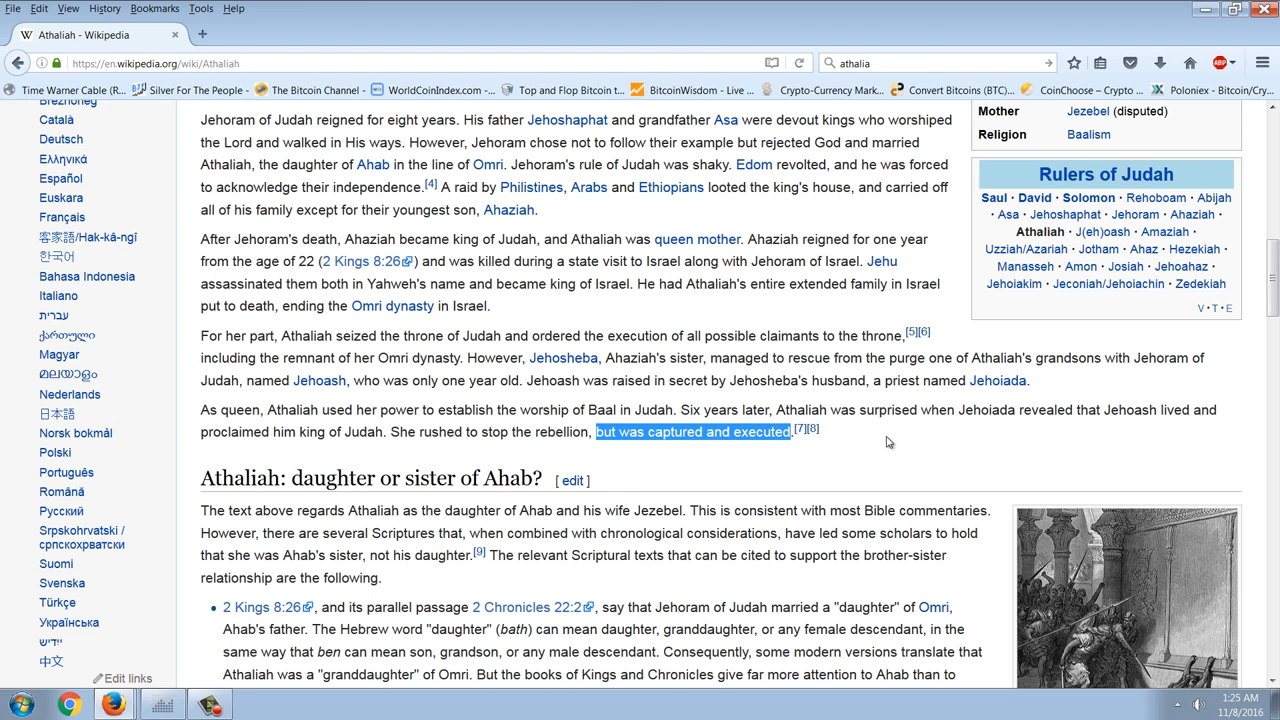 File Edit View History Bookmarks Tools Help
Athaliah - Wikipedia
https://en.wikipedia.org/wiki/Athaliah
athalia
ABP
Time Warner Cable (R... Silver For The People - The Bitcoin Channel - WorldCoinIndex.com -... Top and Flop Bitcoin t... BitcoinWisdom - Live ... Crypto-Currency Mark... Convert Bitcoins (BTC)... CoinChoose – Crypto ... Poloniex - Bitcoin/Cry...
Brezhoneg
Català
Deutsch
Ελληνικά
Español
Euskara
Français
客家語/Hak-kâ-ngî
한국어
Bahasa Indonesia
Italiano
עברית
ქართული
Magyar
മലയാളം
Nederlands
日本語
Norsk bokmål
Polski
Português
Română
Русский
Srpskohrvatski /
српскохрватски
Suomi
Svenska
Türkçe
Українська
ייִדיש
中文
Edit links
Jehoram of Judah reigned for eight years. His father Jehoshaphat and grandfather Asa were devout kings who worshiped
the Lord and walked in His ways. However, Jehoram chose not to follow their example but rejected God and married
Athaliah, the daughter of Ahab in the line of Omri. Jehoram's rule of Judah was shaky. Edom revolted, and he was forced
to acknowledge their independence.[4] A raid by Philistines, Arabs and Ethiopians looted the king's house, and carried off
all of his family except for their youngest son, Ahaziah.
After Jehoram's death, Ahaziah became king of Judah, and Athaliah was queen mother. Ahaziah reigned for one year
from the age of 22 (2 Kings 8:26) and was killed during a state visit to Israel along with Jehoram of Israel. Jehu
assassinated them both in Yahweh's name and became king of Israel. He had Athaliah's entire extended family in Israel
put to death, ending the Omri dynasty in Israel.
For her part, Athaliah seized the throne of Judah and ordered the execution of all possible claimants to the throne,[5][6]
including the remnant of her Omri dynasty. However, Jehosheba, Ahaziah's sister, managed to rescue from the purge one of Athaliah's grandsons with Jehoram of
Judah, named Jehoash, who was only one year old. Jehoash was raised in secret by Jehosheba's husband, a priest named Jehoiada.
As queen, Athaliah used her power to establish the worship of Baal in Judah. Six years later, Athaliah was surprised when Jehoiada revealed that Jehoash lived and
proclaimed him king of Judah. She rushed to stop the rebellion, but was captured and executed.[7][8]
Athaliah: daughter or sister of Ahab? [ edit ]
The text above regards Athaliah as the daughter of Ahab and his wife Jezebel. This is consistent with most Bible commentaries.
However, there are several Scriptures that, when combined with chronological considerations, have led some scholars to hold
that she was Ahab's sister, not his daughter.[9] The relevant Scriptural texts that can be cited to support the brother-sister
relationship are the following.
• 2 Kings 8:26, and its parallel passage 2 Chronicles 22:2, say that Jehoram of Judah married a "daughter" of Omri,
Ahab's father. The Hebrew word "daughter" (bath) can mean daughter, granddaughter, or any female descendant, in the
same way that ben can mean son, grandson, or any male descendant. Consequently, some modern versions translate that
Athaliah was a "granddaughter" of Omri. But the books of Kings and Chronicles give far more attention to Ahab than to
Mother Jezebel (disputed)
Religion Baalism
Rulers of Judah
Saul · David · Solomon · Rehoboam · Abijah
· Asa · Jehoshaphat · Jehoram · Ahaziah ·
Athaliah · J(eh)oash · Amaziah ·
Uzziah/Azariah · Jotham · Ahaz · Hezekiah ·
Manasseh · Amon · Josiah · Jehoahaz ·
Jehoiakim · Jeconiah/Jehoiachin · Zedekiah
V · T · E
1:25 AM
11/8/2016